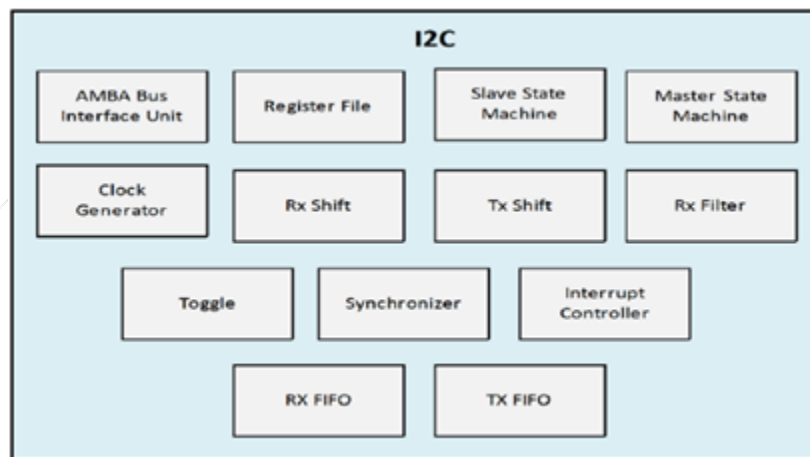 I2C
AMBA Bus
Interface Unit
Register File
Slave State
Machine
Master State
Machine
Clock
Generator
Rx Shift
Tx Shift
Rx Filter
Toggle
Synchronizer
Interrupt
Controller
RX FIFO
TX FIFO